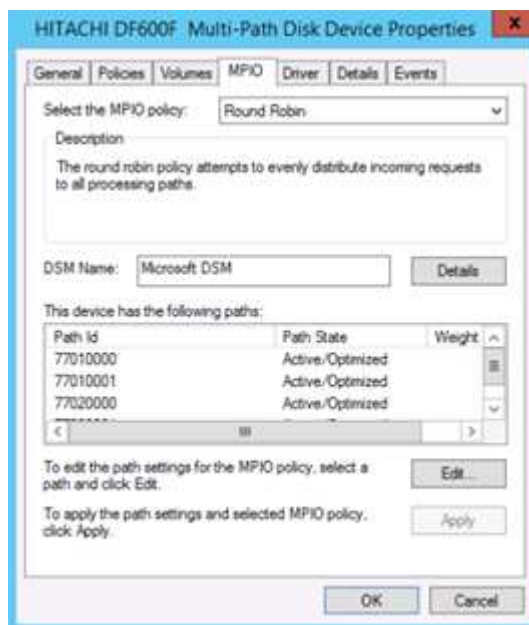 HITACHI DF600F Multi-Path Disk Device Properties
x
General Policies Volumes MPIO Driver Details Events
Select the MPIO policy: Round Robin
Description
The round robin policy attempts to evenly distribute incoming requests
to all processing paths.
DSM Name: Microsoft DSM Details
This device has the following paths:
Path Id Path State Weight
77010000 Active/Optimized
77010001 Active/Optimized
77020000 Active/Optimized
To edit the path settings for the MPIO policy, select a
path and click Edit.
Edit...
To apply the path settings and selected MPIO policy,
click Apply.
Apply
OK Cancel